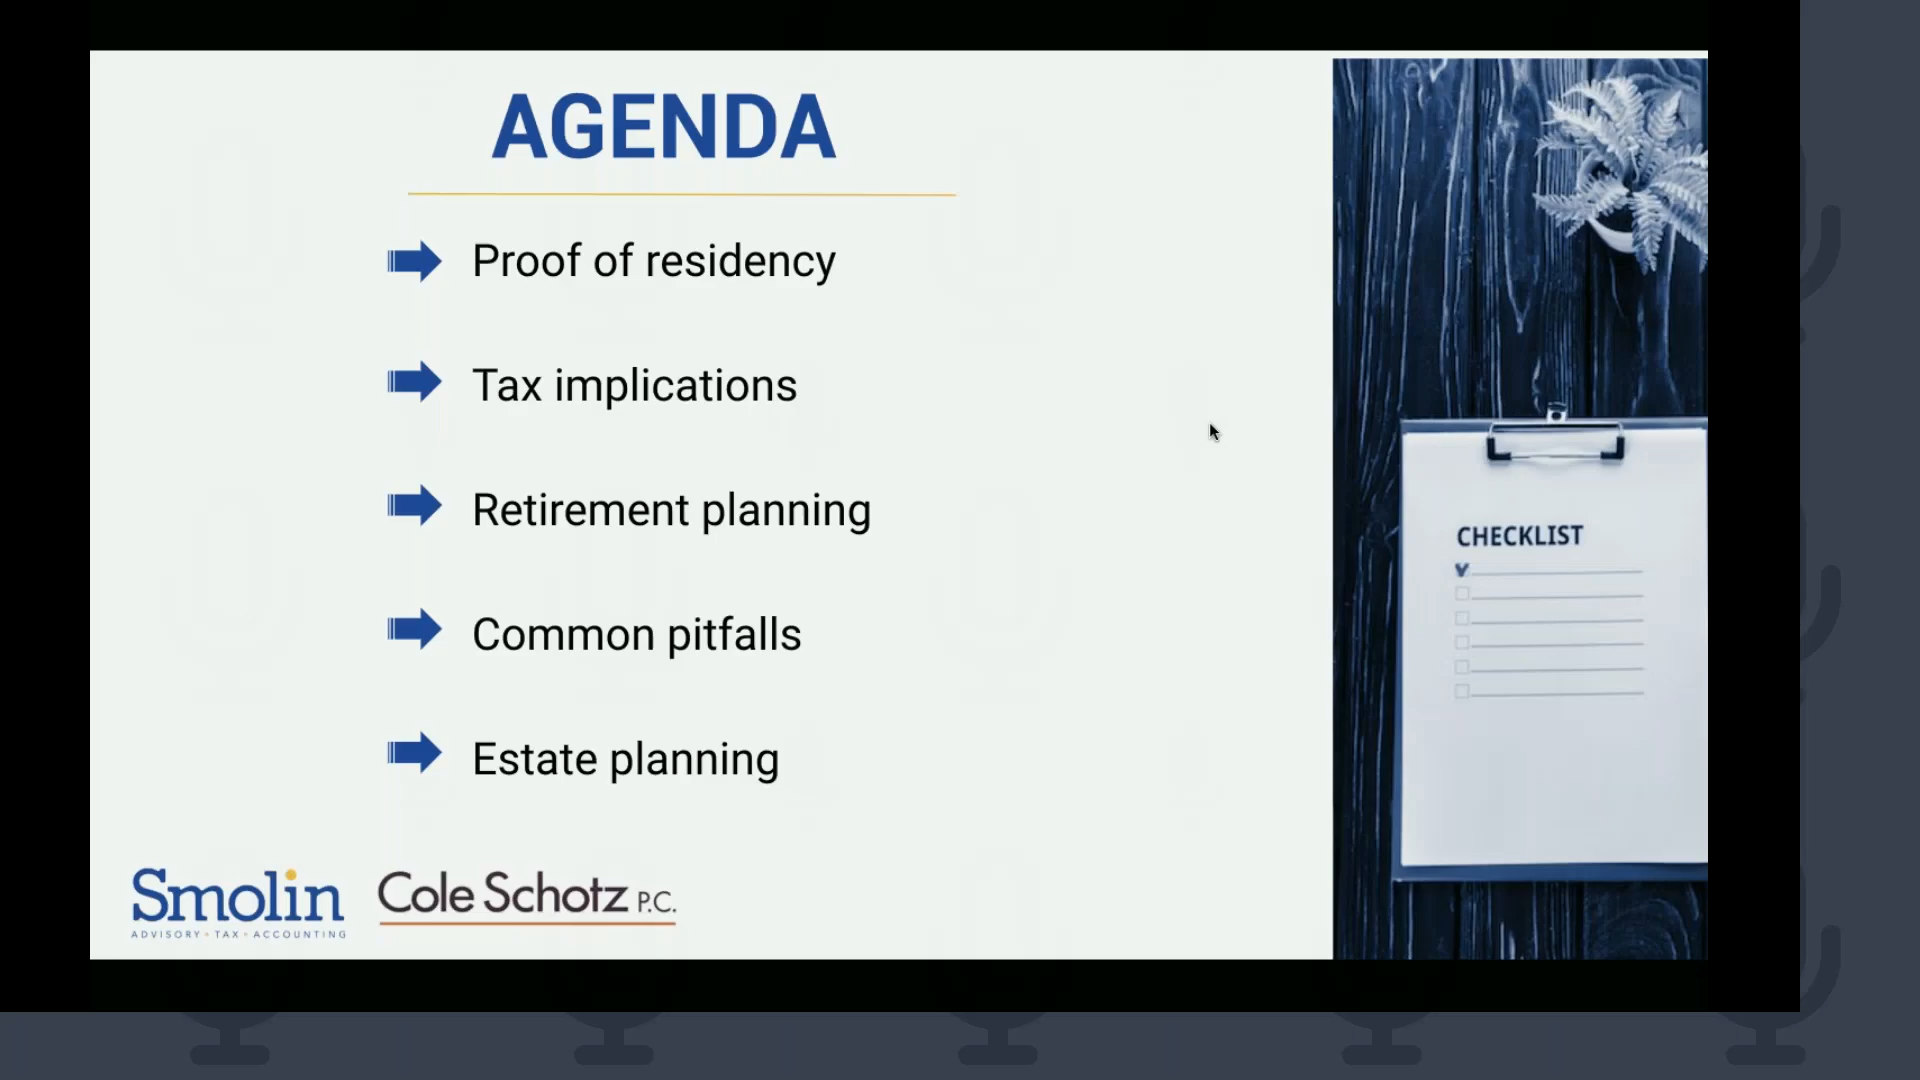 AGENDA
Proof of residency
Tax implications
Retirement planning
Common pitfalls
Estate planning
CHECKLIST
Smolin
ADVISORY • TAX • ACCOUNTING
Cole Schotz P.C.